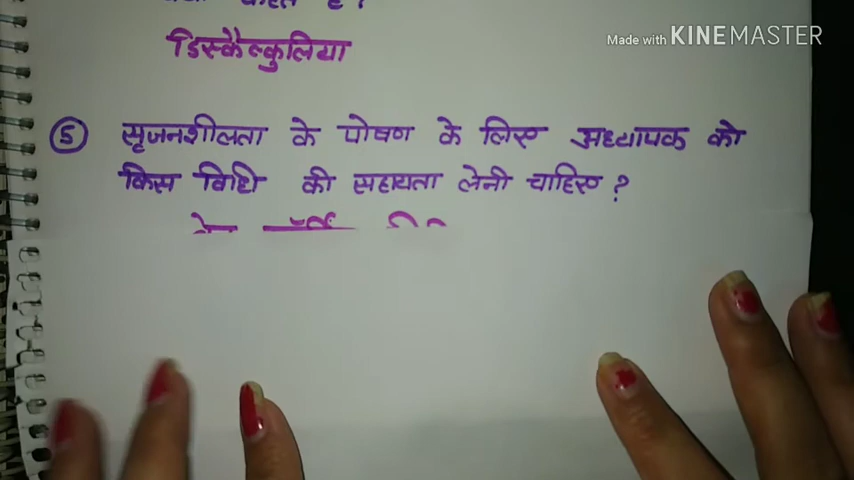 Made with KINEMASTER
डिस्कैल्कुलिया
5 सृजनशीलता के पोषण के लिए अध्यापक को
किस विधि की सहायता लेनी चाहिए ?